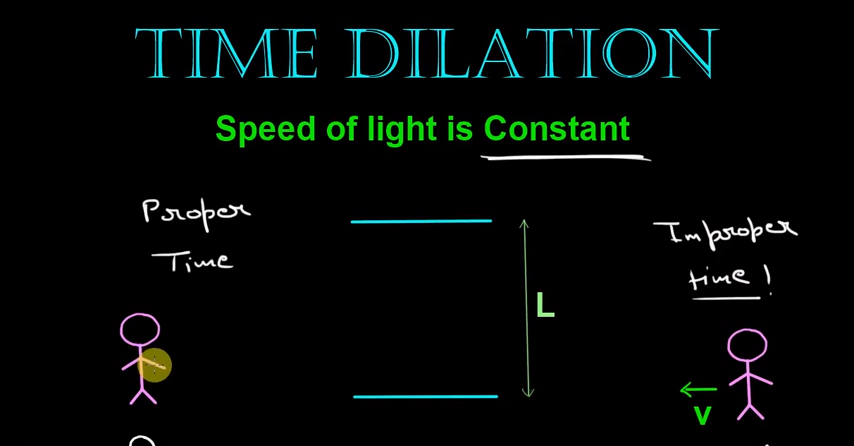 TIME DILATION
Speed of light is Constant
Proper
Time
Improper
time!
L
v